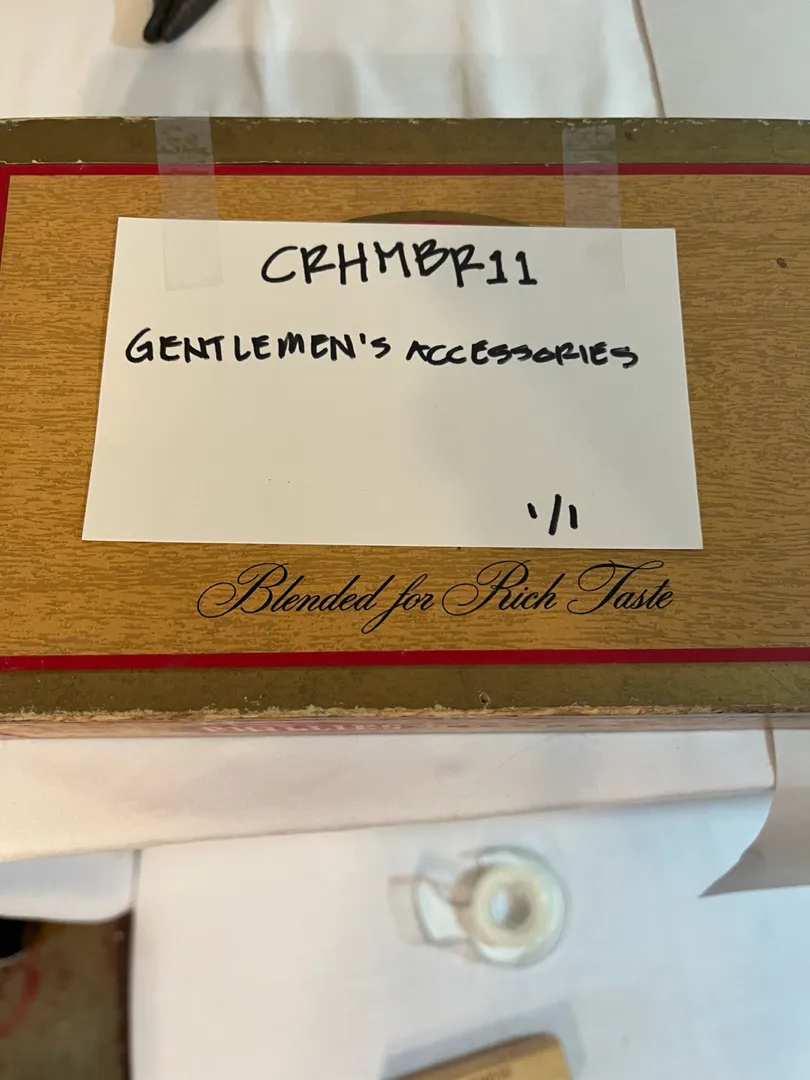 CRHMBR11
GENTLEMEN'S ACCESSORIES
1/1
Blended for Rich Taste